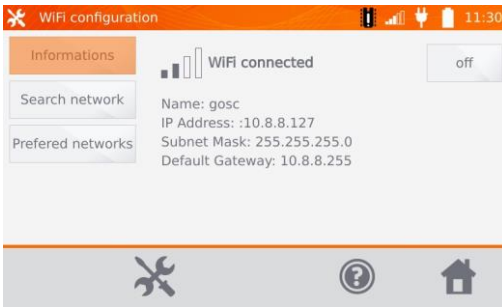 WiFi configuration 11:30
Informations
WiFi connected
off
Search network
Prefered networks
Name: gosc
IP Address: :10.8.8.127
Subnet Mask: 255.255.255.0
Default Gateway: 10.8.8.255